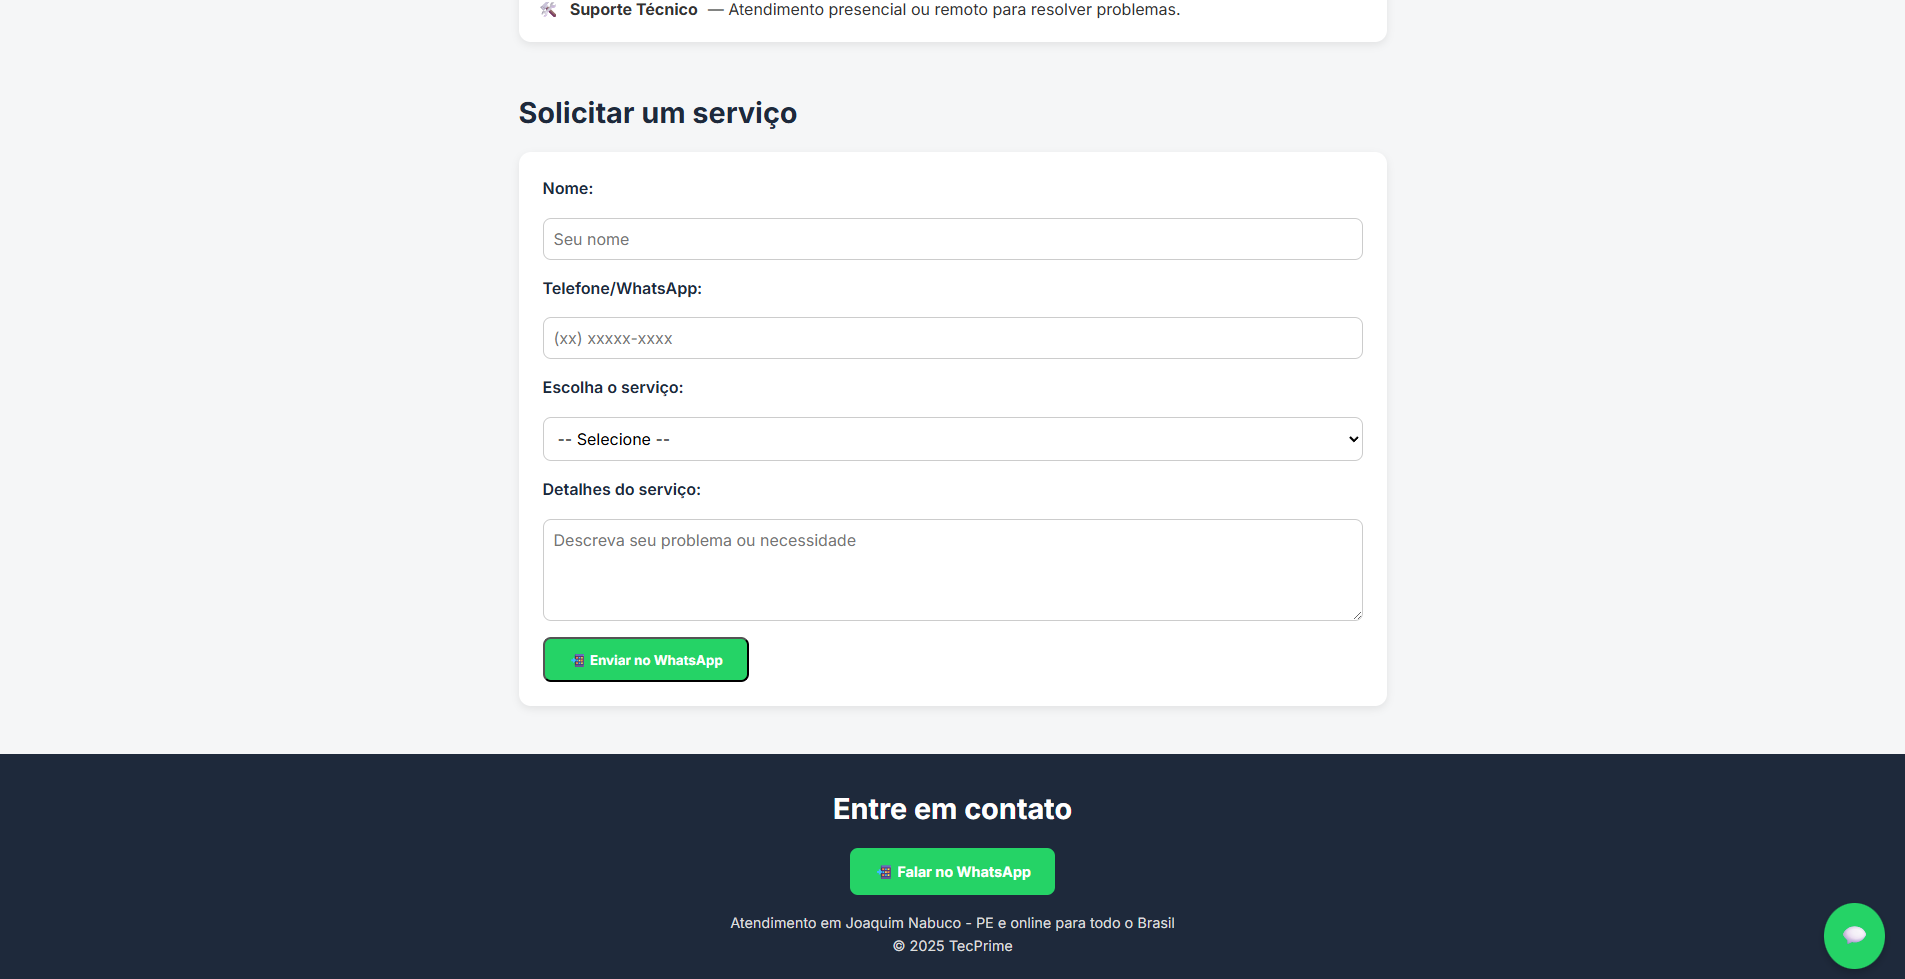 Suporte Técnico — Atendimento presencial ou remoto para resolver problemas.
Solicitar um serviço
Nome:
Seu nome
Telefone/WhatsApp:
(xx) xxxxx-xxxx
Escolha o serviço:
-- Selecione --
Detalhes do serviço:
Descreva seu problema ou necessidade
Enviar no WhatsApp
Entre em contato
Falar no WhatsApp
Atendimento em Joaquim Nabuco - PE e online para todo o Brasil
© 2025 TecPrime